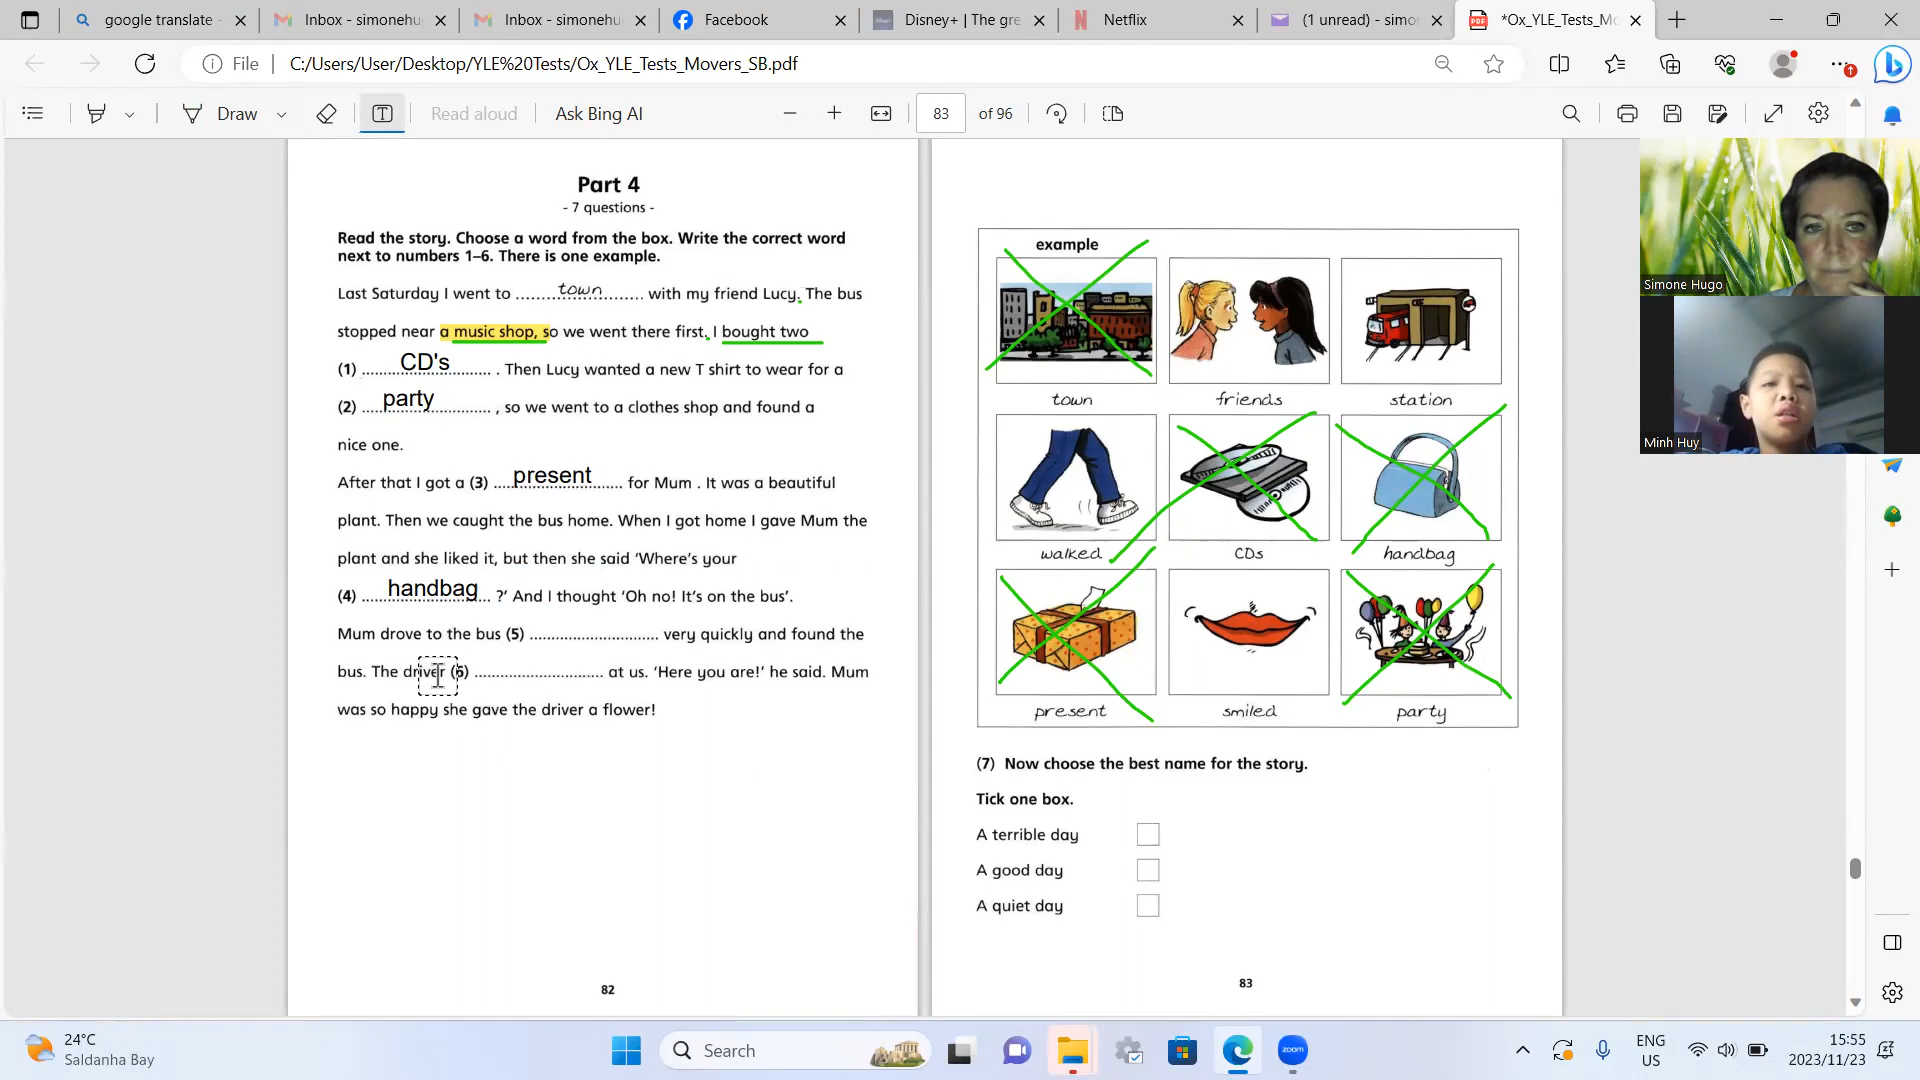 google translate -
Inbox - simonehu
Inbox - simonehu
Facebook
Disney+ | The gre
Netflix
(1 unread) - simo
*Ox_YLE_Tests_Mo
File
C:/Users/User/Desktop/YLE%20Tests/Ox_YLE_Tests_Movers_SB.pdf
Draw
Read aloud
Ask Bing AI
83 of 96
Part 4
- 7 questions -
Read the story. Choose a word from the box. Write the correct word
next to numbers 1–6. There is one example.
Last Saturday I went to town with my friend Lucy. The bus
stopped near a music shop, so we went there first. I bought two
(1) CD's. Then Lucy wanted a new T shirt to wear for a
(2) party, so we went to a clothes shop and found a
nice one.
After that I got a (3) present for Mum . It was a beautiful
plant. Then we caught the bus home. When I got home I gave Mum the
plant and she liked it, but then she said 'Where's your
(4) handbag ?' And I thought 'Oh no! It's on the bus'.
Mum drove to the bus (5) .............................. very quickly and found the
bus. The driver (6) .............................. at us. 'Here you are!' he said. Mum
was so happy she gave the driver a flower!
82
example
town friends station
walked CDs handbag
present smiled party
(7) Now choose the best name for the story.
Tick one box.
A terrible day
A good day
A quiet day
83
Simone Hugo
Minh Huy
24°C
Saldanha Bay
Search
zoom
ENG
US
15:55
2023/11/23